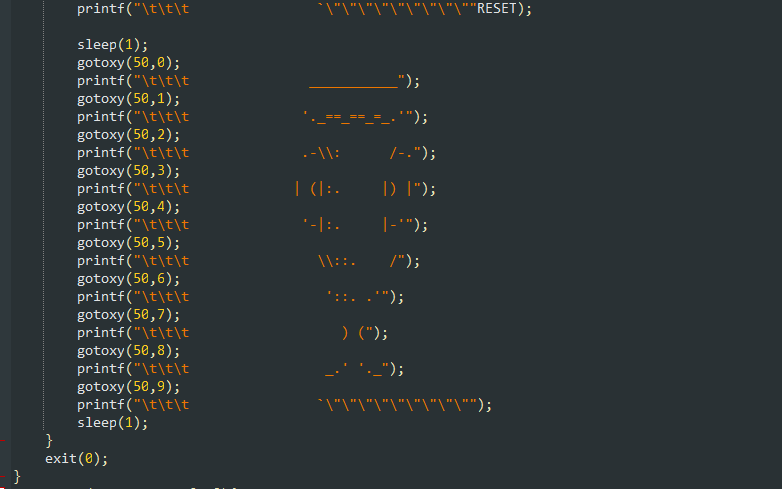 printf("\t\t\t                `\"\"\"\"\"\"\"\"\""RESET);
sleep(1);
gotoxy(50,0);
printf("\t\t\t               ___________");
gotoxy(50,1);
printf("\t\t\t              '._==_==_=_.'");
gotoxy(50,2);
printf("\t\t\t              .-\\:      /-.");
gotoxy(50,3);
printf("\t\t\t             | (|:.     |) |");
gotoxy(50,4);
printf("\t\t\t              '-|:.     |-'");
gotoxy(50,5);
printf("\t\t\t                \\::.    /");
gotoxy(50,6);
printf("\t\t\t                 '::. .'");
gotoxy(50,7);
printf("\t\t\t                   ) (");
gotoxy(50,8);
printf("\t\t\t                 _.' '._");
gotoxy(50,9);
printf("\t\t\t                `\"\"\"\"\"\"\"\"\"");
sleep(1);
}
exit(0);
}